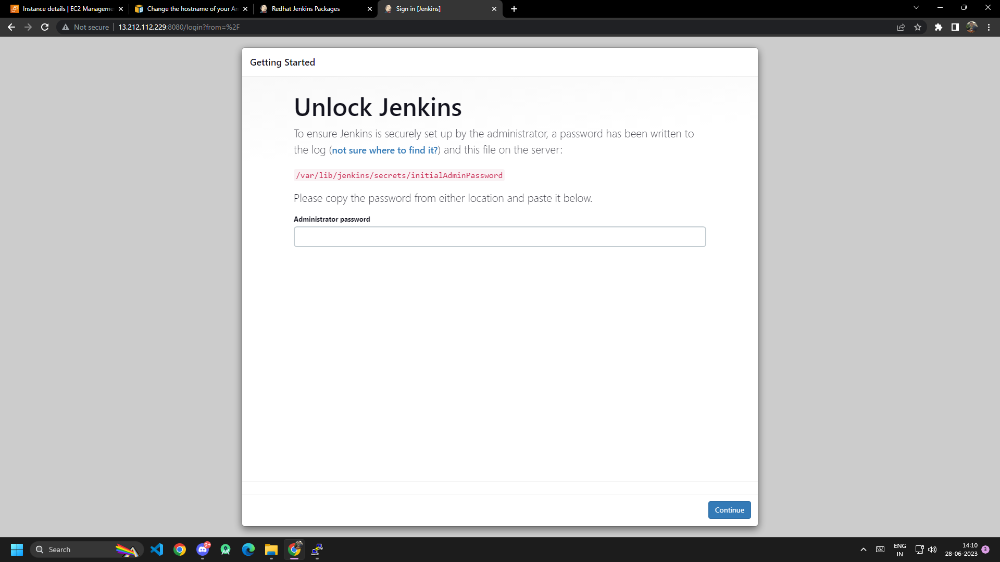 Instance details | EC2 Manageme
Change the hostname of your An
Redhat Jenkins Packages
Sign in [Jenkins]
Not secure
13.212.112.229:8080/login?from=%2F
Getting Started
Unlock Jenkins
To ensure Jenkins is securely set up by the administrator, a password has been written to
the log (not sure where to find it?) and this file on the server:
/var/lib/jenkins/secrets/initialAdminPassword
Please copy the password from either location and paste it below.
Administrator password
Continue
Search
9+
ENG
IN
14:10
28-06-2023
3